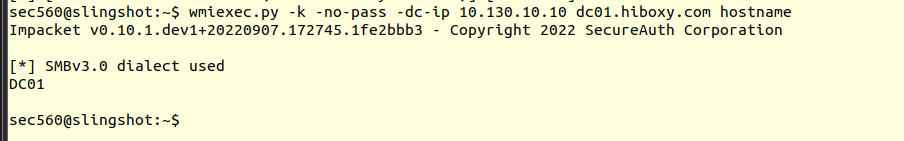 sec560@slingshot:~$ wmiexec.py -k -no-pass -dc-ip 10.130.10.10 dc01.hiboxy.com hostname
Impacket v0.10.1.dev1+20220907.172745.1fe2bbb3 - Copyright 2022 SecureAuth Corporation
[*] SMBv3.0 dialect used
DC01
sec560@slingshot:~$